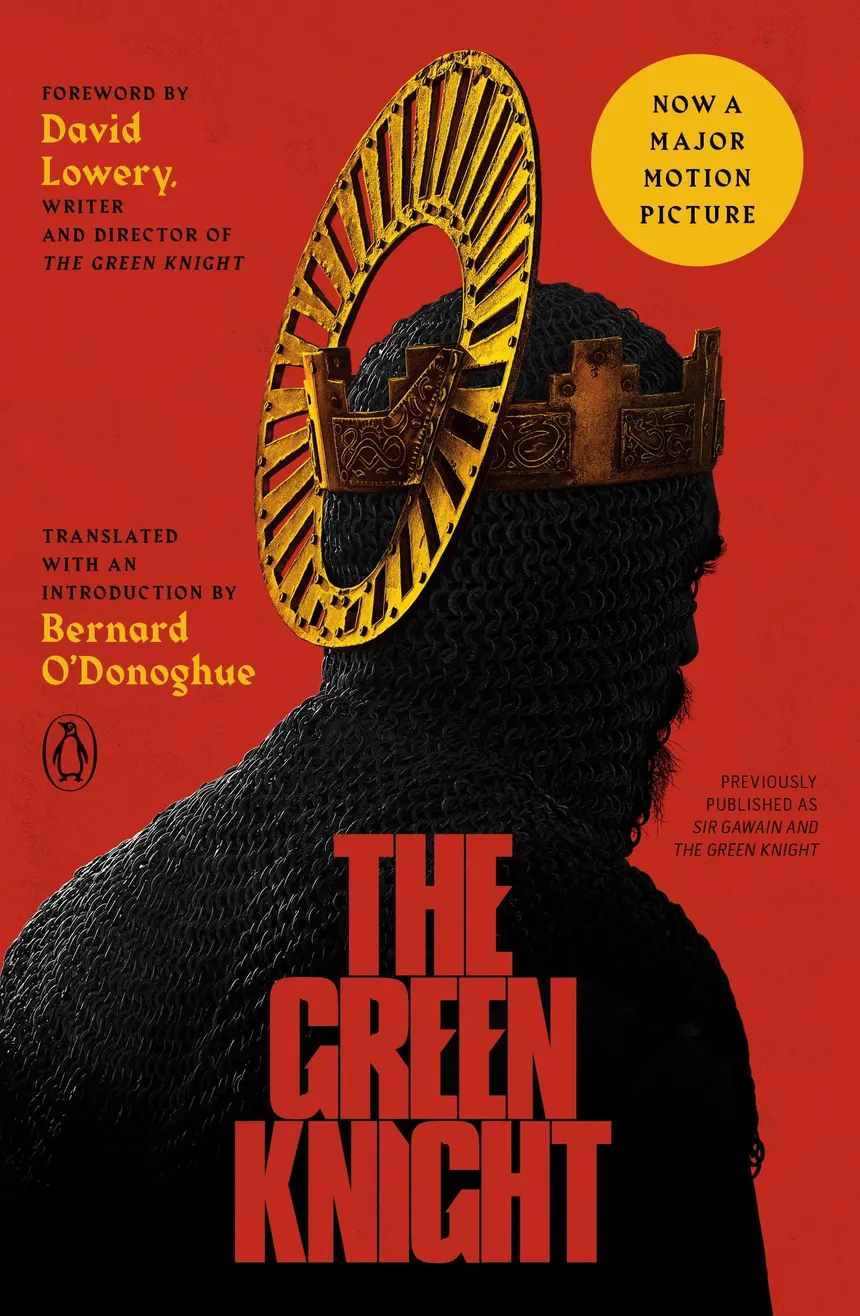 FOREWORD BY
David
Lowery,
WRITER
AND DIRECTOR OF
THE GREEN KNIGHT
NOW A
MAJOR
MOTION
PICTURE
TRANSLATED
WITH AN
INTRODUCTION BY
Bernard
O'Donoghue
PREVIOUSLY
PUBLISHED AS
SIR GAWAIN AND
THE GREEN KNIGHT
THE
GREEN
KNIGHT